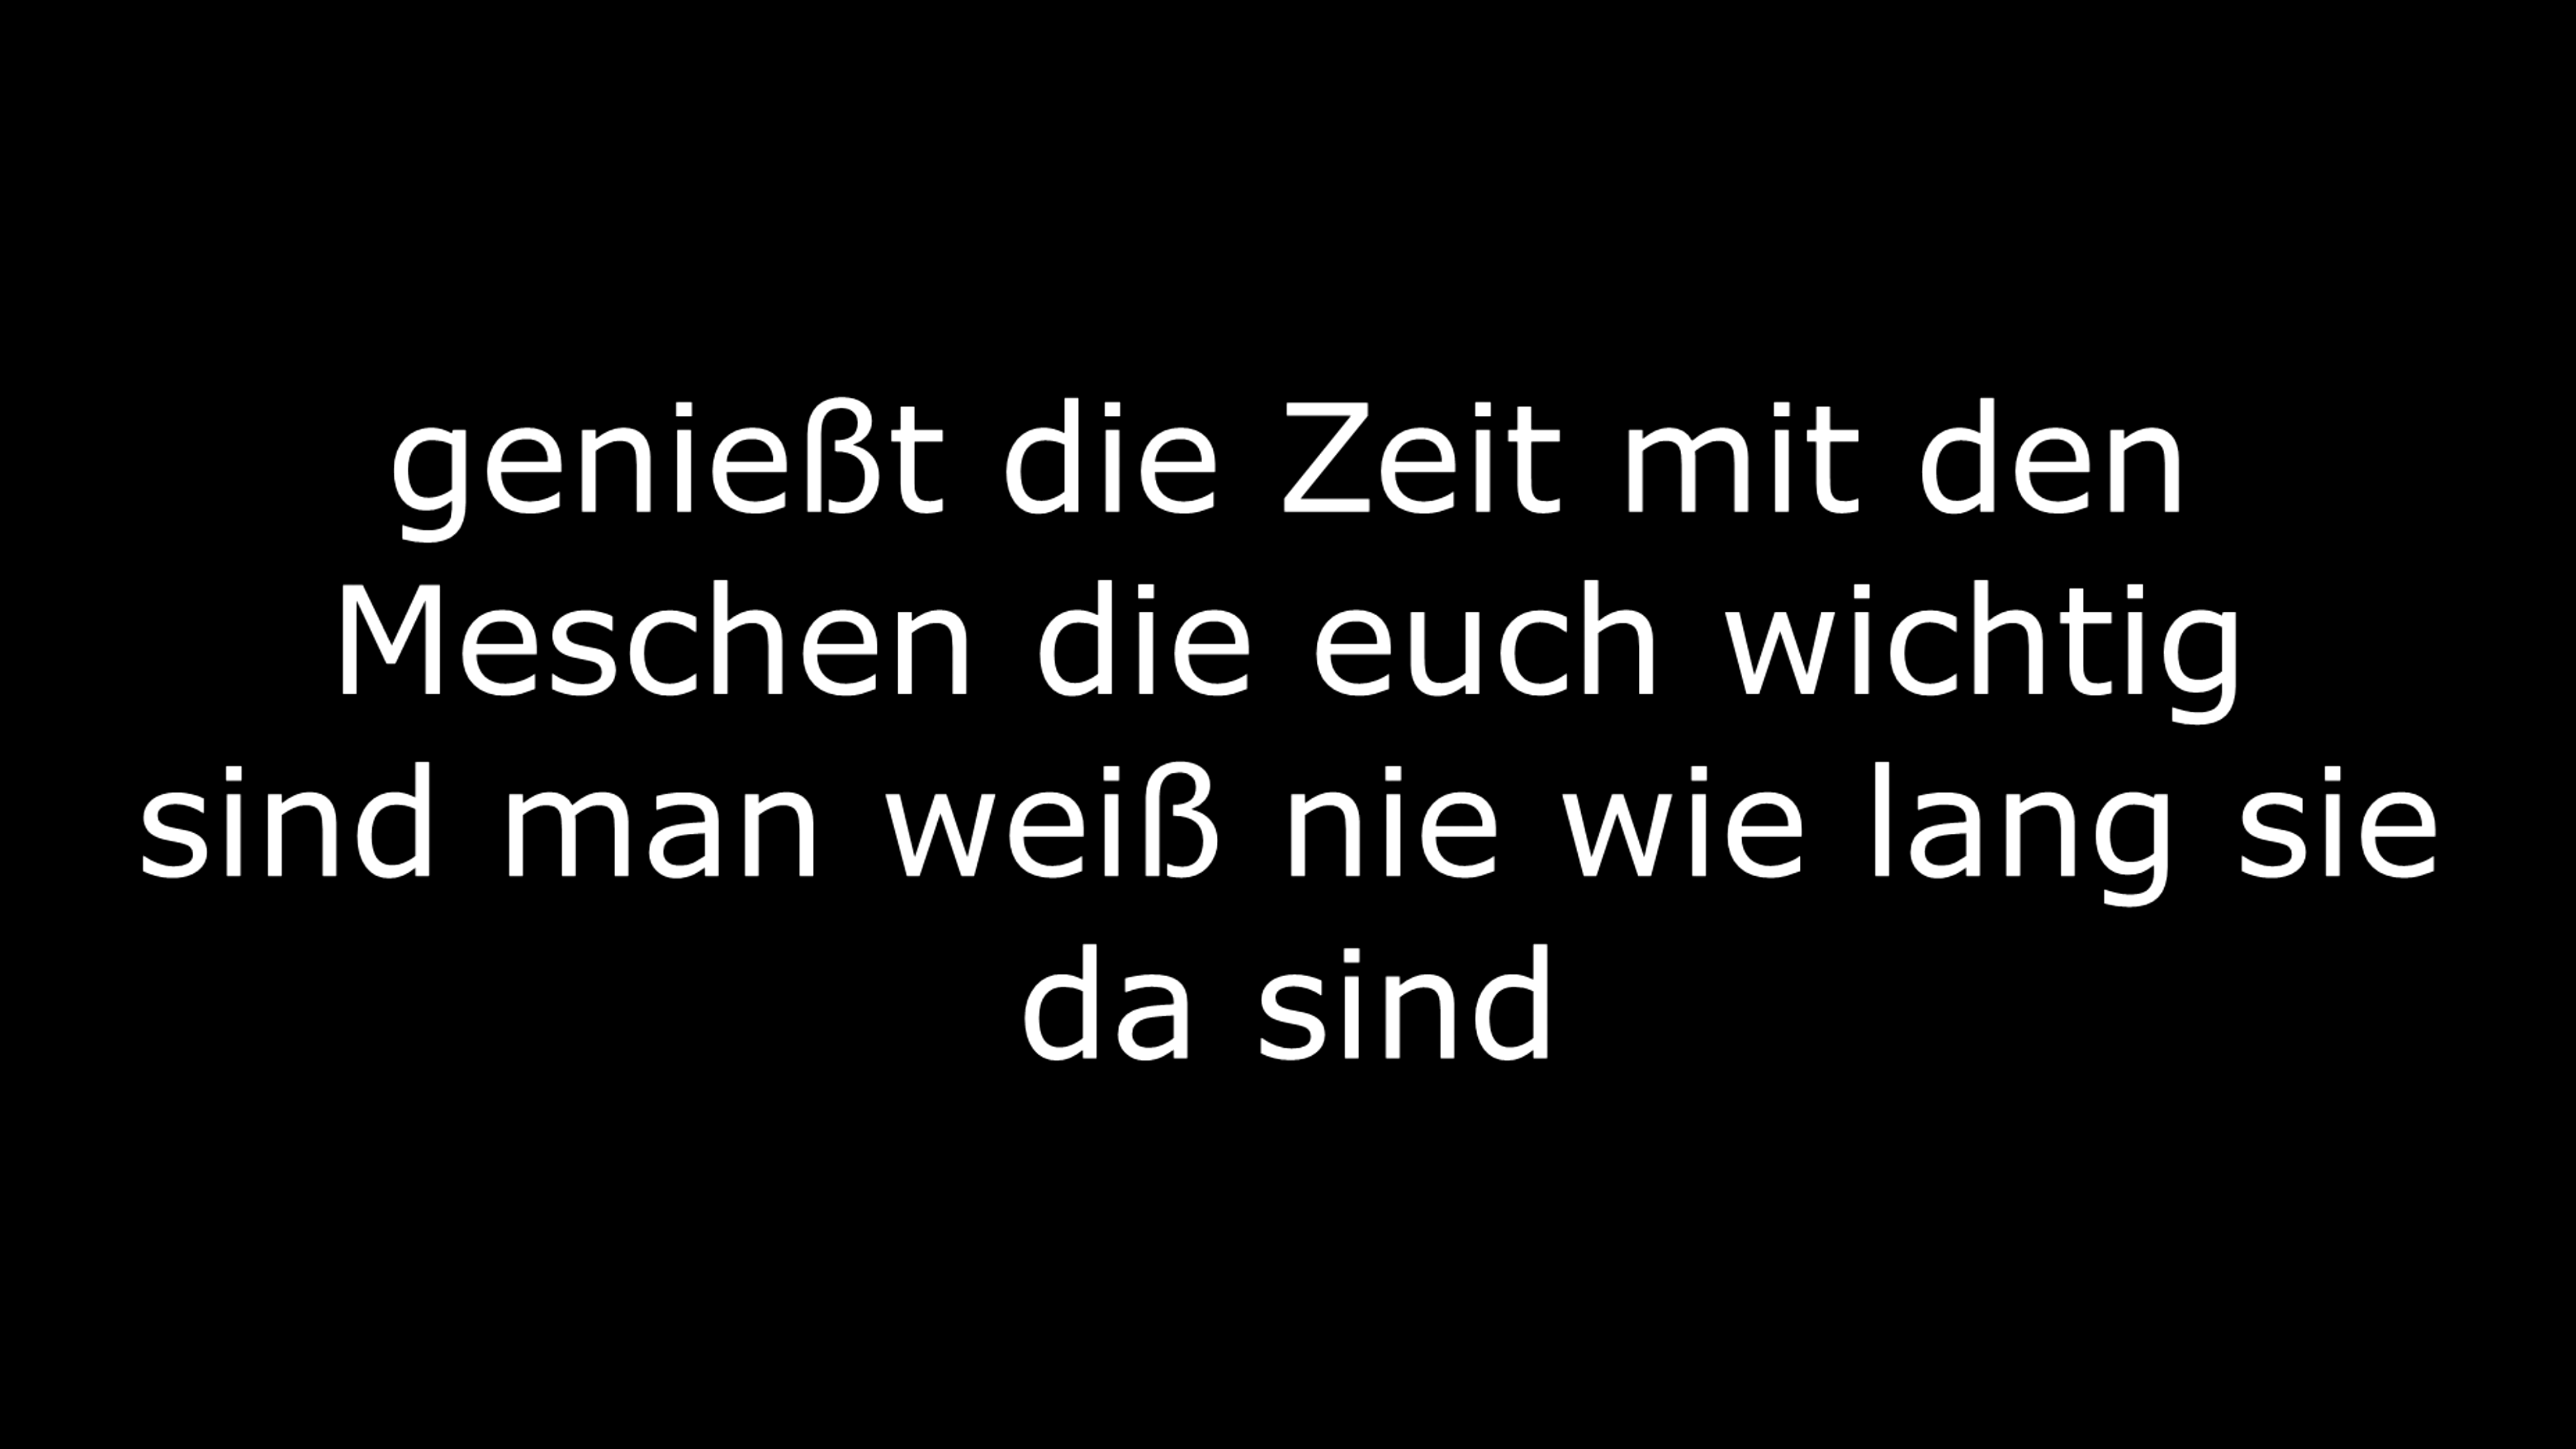 genießt die Zeit mit den
Meschen die euch wichtig
sind man weiß nie wie lang sie
da sind